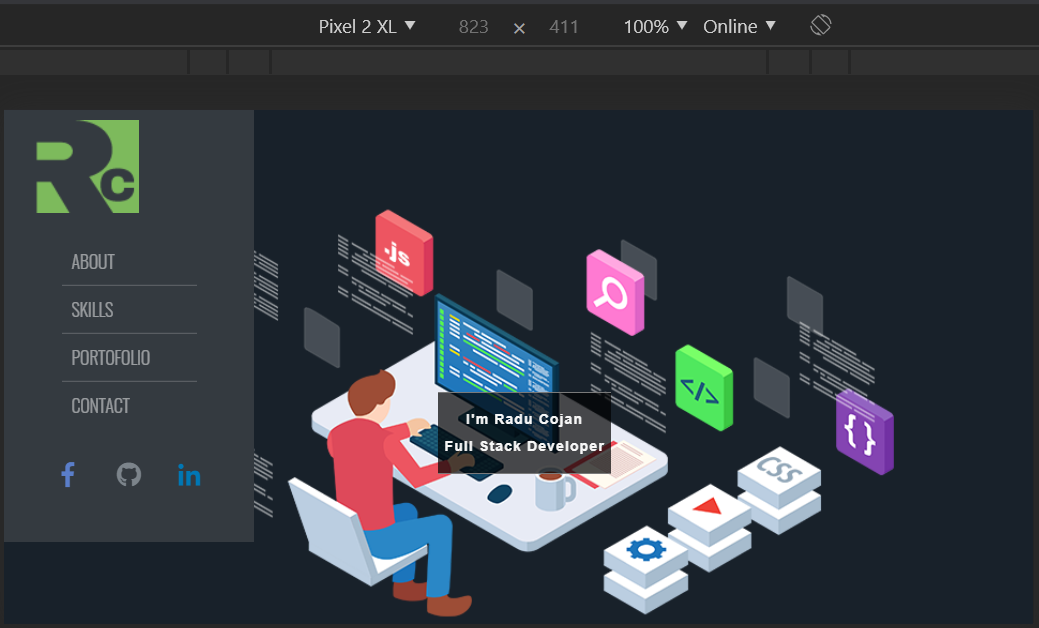 Pixel 2 XL ▼ 823 × 411 100% ▼ Online ▼
Rc
ABOUT
SKILLS
PORTOFOLIO
CONTACT
f in
.js
</>
{}
css
I'm Radu Cojan
Full Stack Developer